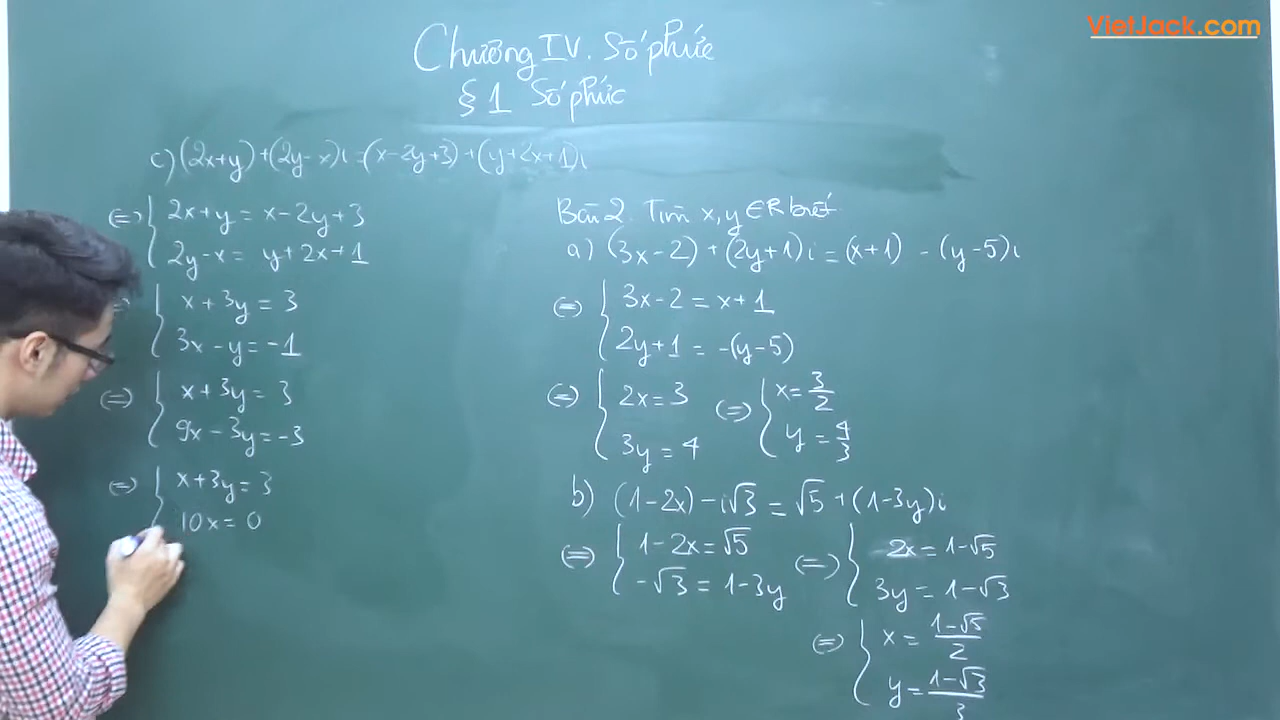 VietJack.com
Chương IV. Số phức
§1 Số phức
c) (2x+y)+(2y-x)i=(x-2y+3)+(y+2x+1)i
⇔ { 2x+y = x-2y+3
2y-x = y+2x+1
⇔ { x+3y = 3
3x-y = -1
⇔ { x+3y = 3
9x-3y = -3
⇔ { x+3y = 3
10x = 0
Bài 2. Tìm x,y ∈ R biết
a) (3x-2)+(2y+1)i = (x+1) - (y-5)i
⇔ { 3x-2 = x+1
2y+1 = -(y-5)
⇔ { 2x = 3 ⇔ { x = 3/2
3y = 4 y = 4/3
b) (1-2x)-i√3 = √5+(1-3y)i
⇔ { 1-2x = √5 ⇔ { 2x = 1-√5
-√3 = 1-3y 3y = 1-√3
⇔ { x = (1-√5)/2
y = (1-√3)/3